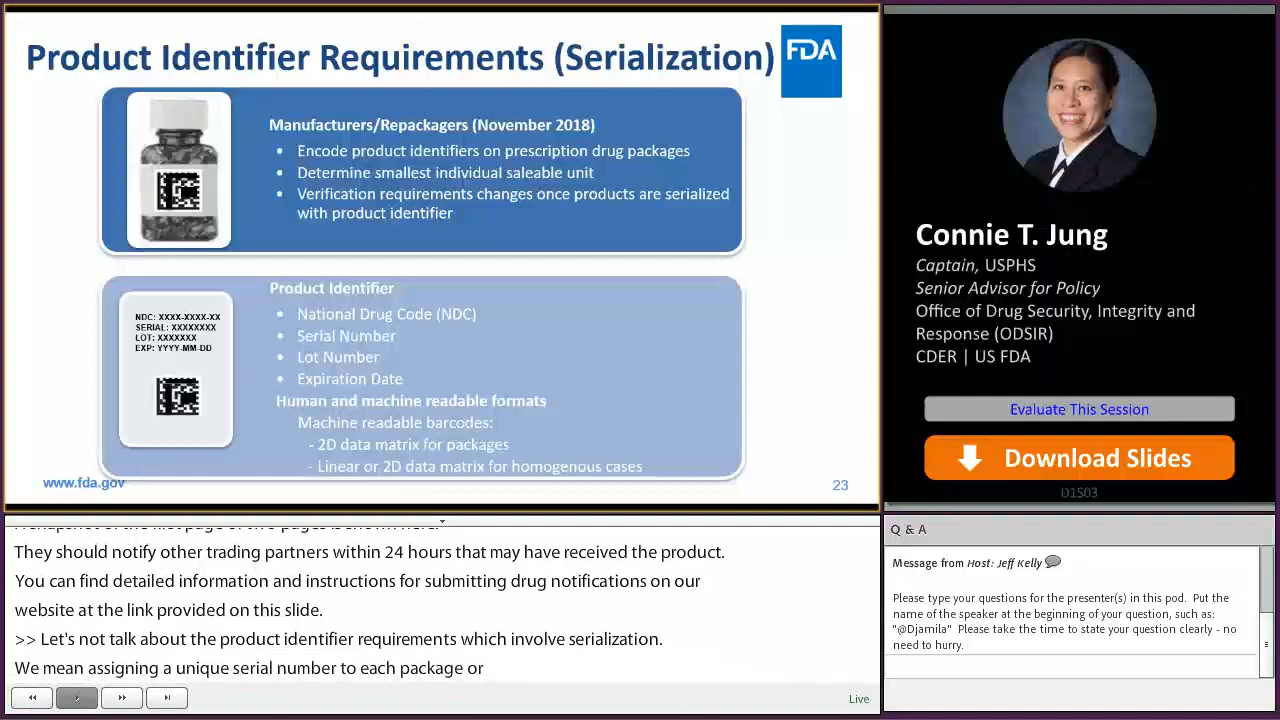 Product Identifier Requirements (Serialization)
FDA
Manufacturers/Repackagers (November 2018)
• Encode product identifiers on prescription drug packages
• Determine smallest individual saleable unit
• Verification requirements changes once products are serialized
with product identifier
NDC: XXXX-XXXX-XX
SERIAL: XXXXXXXX
LOT: XXXXXXX
EXP: YYYY-MM-DD
Product Identifier
• National Drug Code (NDC)
• Serial Number
• Lot Number
• Expiration Date
Human and machine readable formats
Machine readable barcodes:
- 2D data matrix for packages
- Linear or 2D data matrix for homogenous cases
www.fda.gov
23
Connie T. Jung
Captain, USPHS
Senior Advisor for Policy
Office of Drug Security, Integrity and
Response (ODSIR)
CDER | US FDA
Evaluate This Session
Download Slides
D1S03
They should notify other trading partners within 24 hours that may have received the product.
You can find detailed information and instructions for submitting drug notifications on our
website at the link provided on this slide.
>> Let's not talk about the product identifier requirements which involve serialization.
We mean assigning a unique serial number to each package or
Live
Q & A
Message from Host: Jeff Kelly
Please type your questions for the presenter(s) in this pod. Put the
name of the speaker at the beginning of your question, such as:
"@Djamila" Please take the time to state your question clearly - no
need to hurry.